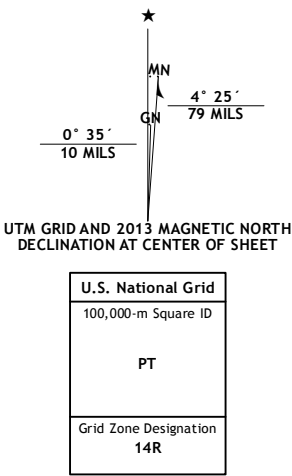 ★
MN
4° 25´
79 MILS
GN
0° 35´
10 MILS
UTM GRID AND 2013 MAGNETIC NORTH
DECLINATION AT CENTER OF SHEET
U.S. National Grid
100,000-m Square ID
PT
Grid Zone Designation
14R